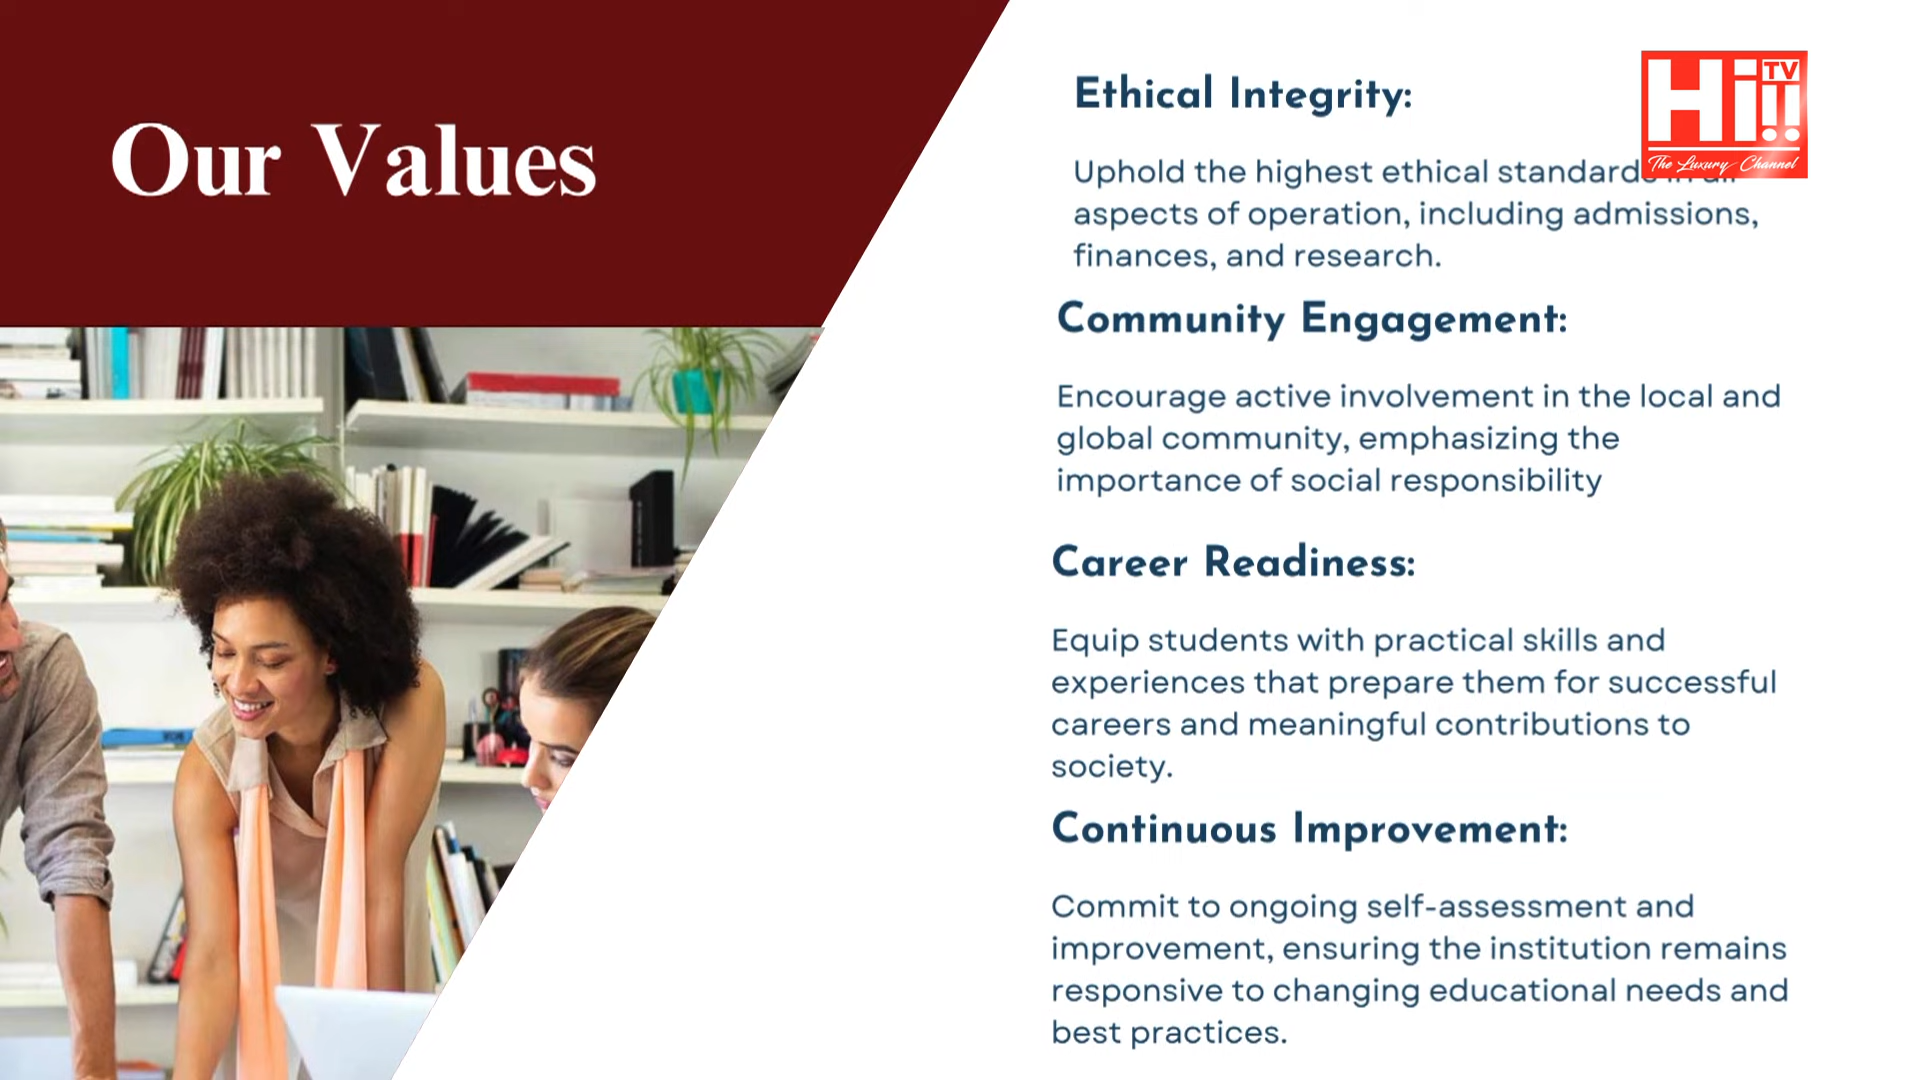 Our Values
Ethical Integrity:
Uphold the highest ethical standards in all
aspects of operation, including admissions,
finances, and research.
Community Engagement:
Encourage active involvement in the local and
global community, emphasizing the
importance of social responsibility
Career Readiness:
Equip students with practical skills and
experiences that prepare them for successful
careers and meaningful contributions to
society.
Continuous Improvement:
Commit to ongoing self-assessment and
improvement, ensuring the institution remains
responsive to changing educational needs and
best practices.
Hi TV
The Luxury Channel